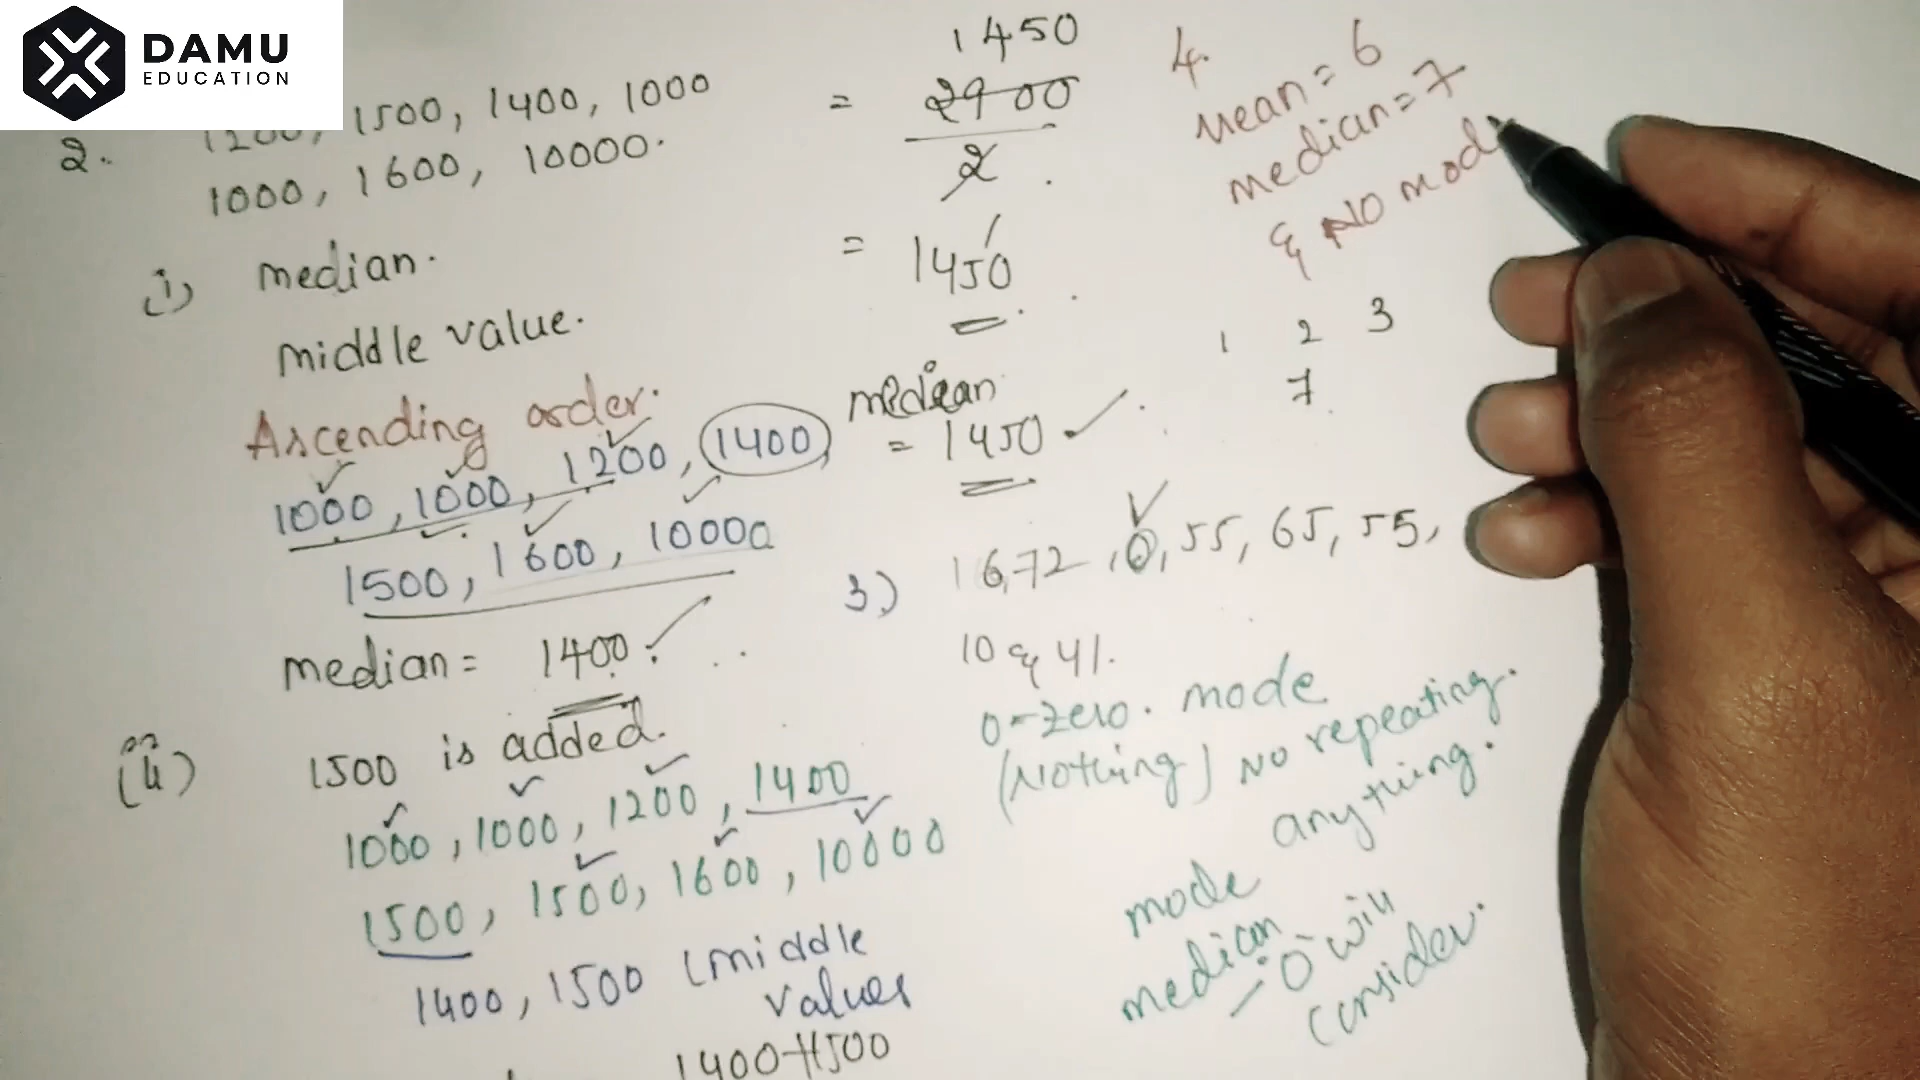 DAMU
EDUCATION
2. 1200, 1500, 1400, 1000
1000, 1600, 10000.
i) median.
middle value.
Ascending order.
1000, 1000, 1200, 1400,
1500, 1600, 10000
median = 1400.
(ii) 1500 is added.
1000, 1000, 1200, 1400
1500, 1500, 1600, 10000
1400, 1500 (middle
values
1400+1500
1450
= 2900
2
= 1450
median
= 1450
3) 16,72, 0, 55, 65, 55,
10 & 41.
0-zero. mode
(Nothing) No repeating
anything.
mode
median
-'0' will
consider.
4.
Mean = 6
median = 7
& No mod
1 2 3
7